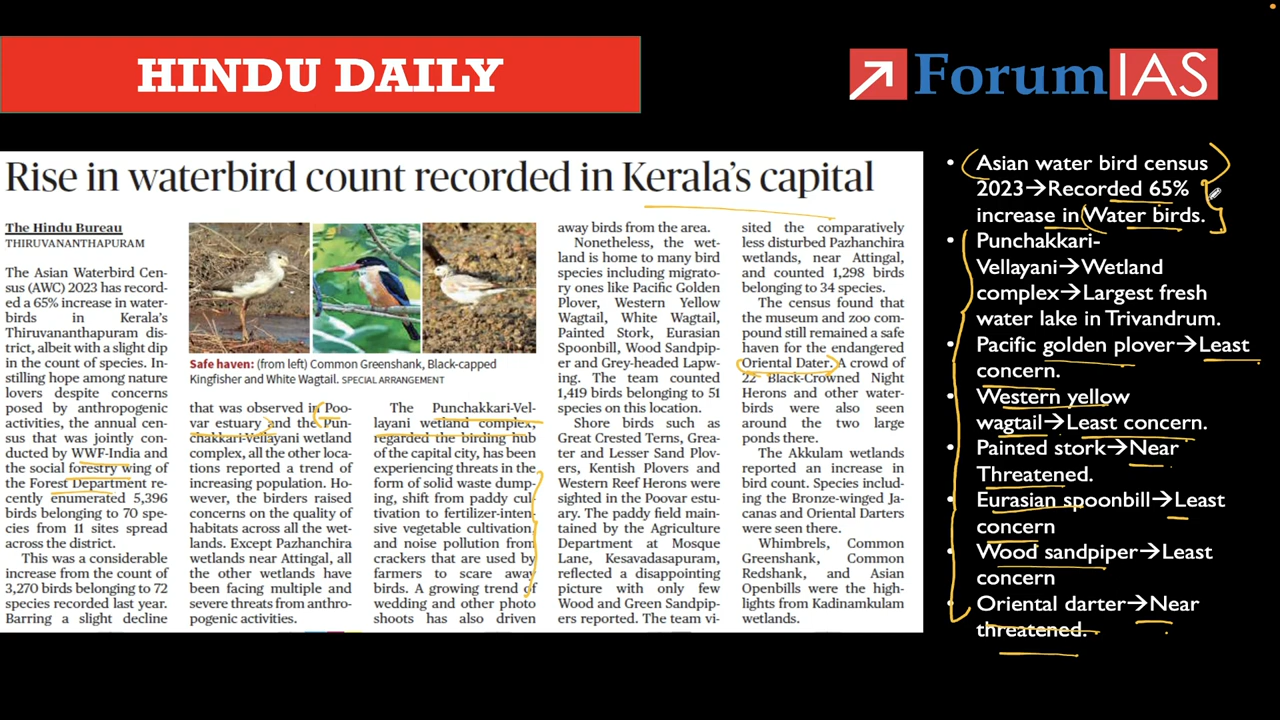 HINDU DAILY
ForumIAS
Rise in waterbird count recorded in Kerala's capital
The Hindu Bureau
THIRUVANANTHAPURAM
The Asian Waterbird Cen-
sus (AWC) 2023 has record-
ed a 65% increase in water-
birds in Kerala's
Thiruvananthapuram dis-
trict, albeit with a slight dip
in the count of species. In-
stilling hope among nature
lovers despite concerns
posed by anthropogenic
activities, the annual cen-
sus that was jointly con-
ducted by WWF-India and
the social forestry wing of
the Forest Department re-
cently enumerated 5,396
birds belonging to 70 spe-
cies from 11 sites spread
across the district.
This was a considerable
increase from the count of
3,270 birds belonging to 72
species recorded last year.
Barring a slight decline
Safe haven: (from left) Common Greenshank, Black-capped
Kingfisher and White Wagtail. SPECIAL ARRANGEMENT
that was observed in Poo-
var estuary and the Pun-
chakkari-Vellayani wetland
complex, all the other loca-
tions reported a trend of
increasing population. Ho-
wever, the birders raised
concerns on the quality of
habitats across all the wet-
lands. Except Pazhanchira
wetlands near Attingal, all
the other wetlands have
been facing multiple and
severe threats from anthro-
pogenic activities.
The Punchakkari-Vel-
layani wetland complex,
regarded the birding hub
of the capital city, has been
experiencing threats in the
form of solid waste dump-
ing, shift from paddy cul-
tivation to fertilizer-inten-
sive vegetable cultivation,
and noise pollution from
crackers that are used by
farmers to scare away
birds. A growing trend of
wedding and other photo
shoots has also driven
away birds from the area.
Nonetheless, the wet-
land is home to many bird
species including migrato-
ry ones like Pacific Golden
Plover, Western Yellow
Wagtail, White Wagtail,
Painted Stork, Eurasian
Spoonbill, Wood Sandpip-
er and Grey-headed Lapw-
ing. The team counted
1,419 birds belonging to 51
species on this location.
Shore birds such as
Great Crested Terns, Grea-
ter and Lesser Sand Plov-
ers, Kentish Plovers and
Western Reef Herons were
sighted in the Poovar estu-
ary. The paddy field main-
tained by the Agriculture
Department at Mosque
Lane, Kesavadasapuram,
reflected a disappointing
picture with only few
Wood and Green Sandpip-
ers reported. The team vi-
sited the comparatively
less disturbed Pazhanchira
wetlands, near Attingal,
and counted 1,298 birds
belonging to 34 species.
The census found that
the museum and zoo com-
pound still remained a safe
haven for the endangered
Oriental Dater. A crowd of
22 Black-Crowned Night
Herons and other water-
birds were also seen
around the two large
ponds there.
The Akkulam wetlands
reported an increase in
bird count. Species includ-
ing the Bronze-winged Ja-
canas and Oriental Darters
were seen there.
Whimbrels, Common
Greenshank, Common
Redshank, and Asian
Openbills were the high-
lights from Kadinamkulam
wetlands.
• Asian water bird census
2023→Recorded 65%
increase in Water birds.
• Punchakkari-
Vellayani→Wetland
complex→Largest fresh
water lake in Trivandrum.
• Pacific golden plover→Least
concern.
• Western yellow
wagtail→Least concern.
• Painted stork→Near
Threatened.
• Eurasian spoonbill→Least
concern
• Wood sandpiper→Least
concern
• Oriental darter→Near
threatened.